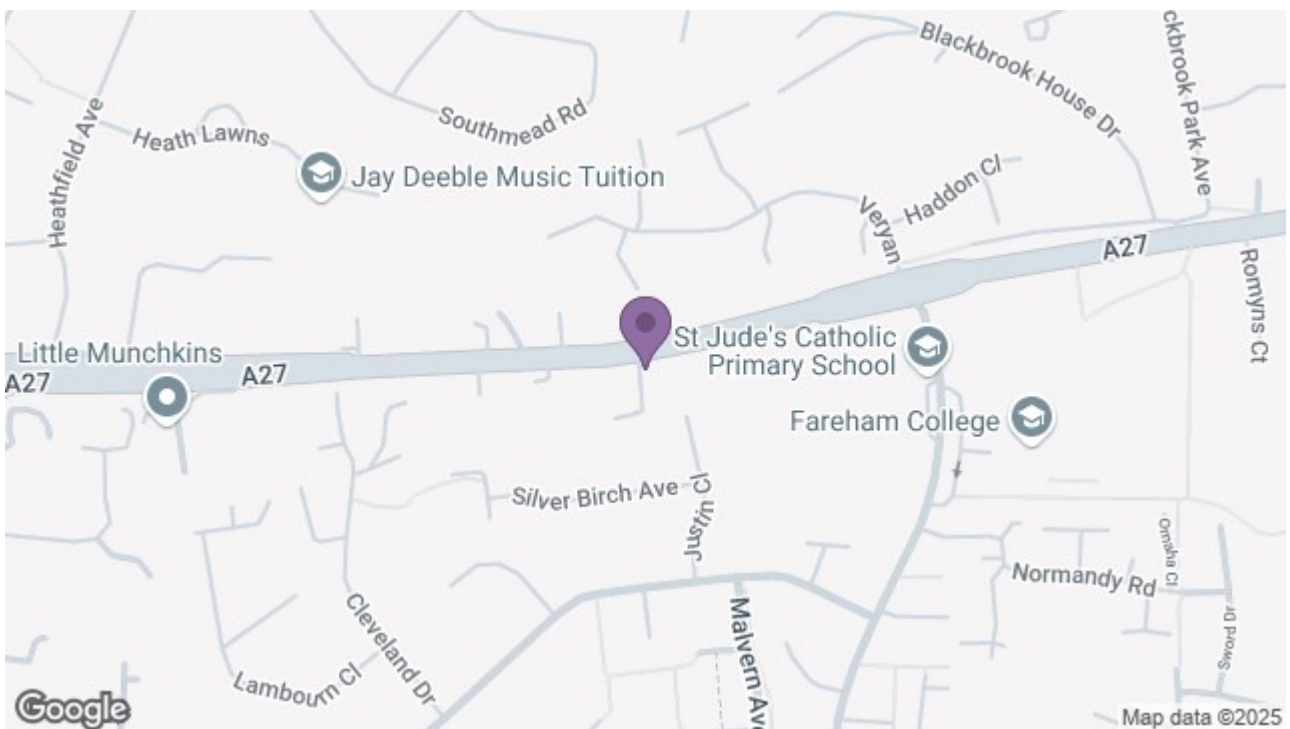 Blackbrook House Dr
ckbrook Park Ave
Southmead Rd
Heathfield Ave
Heath Lawns
Jay Deeble Music Tuition
Haddon Cl
Veryan
A27
Romyns Ct
St Jude's Catholic
Primary School
Little Munchkins
A27
A27
Fareham College
Silver Birch Ave
Justin Cl
Omaha Cl
Normandy Rd
Sword Dr
Malvern Ave
Cleveland Dr
Lambourn Cl
Google
Map data ©2025